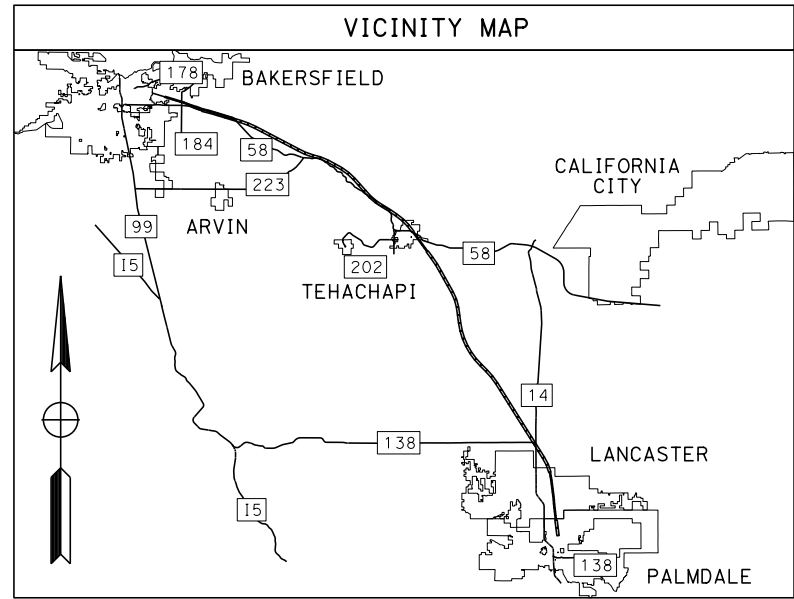 VICINITY MAP
178
BAKERSFIELD
184
58
CALIFORNIA
CITY
223
99
ARVIN
58
I5
202
TEHACHAPI
14
138
LANCASTER
I5
138
PALMDALE